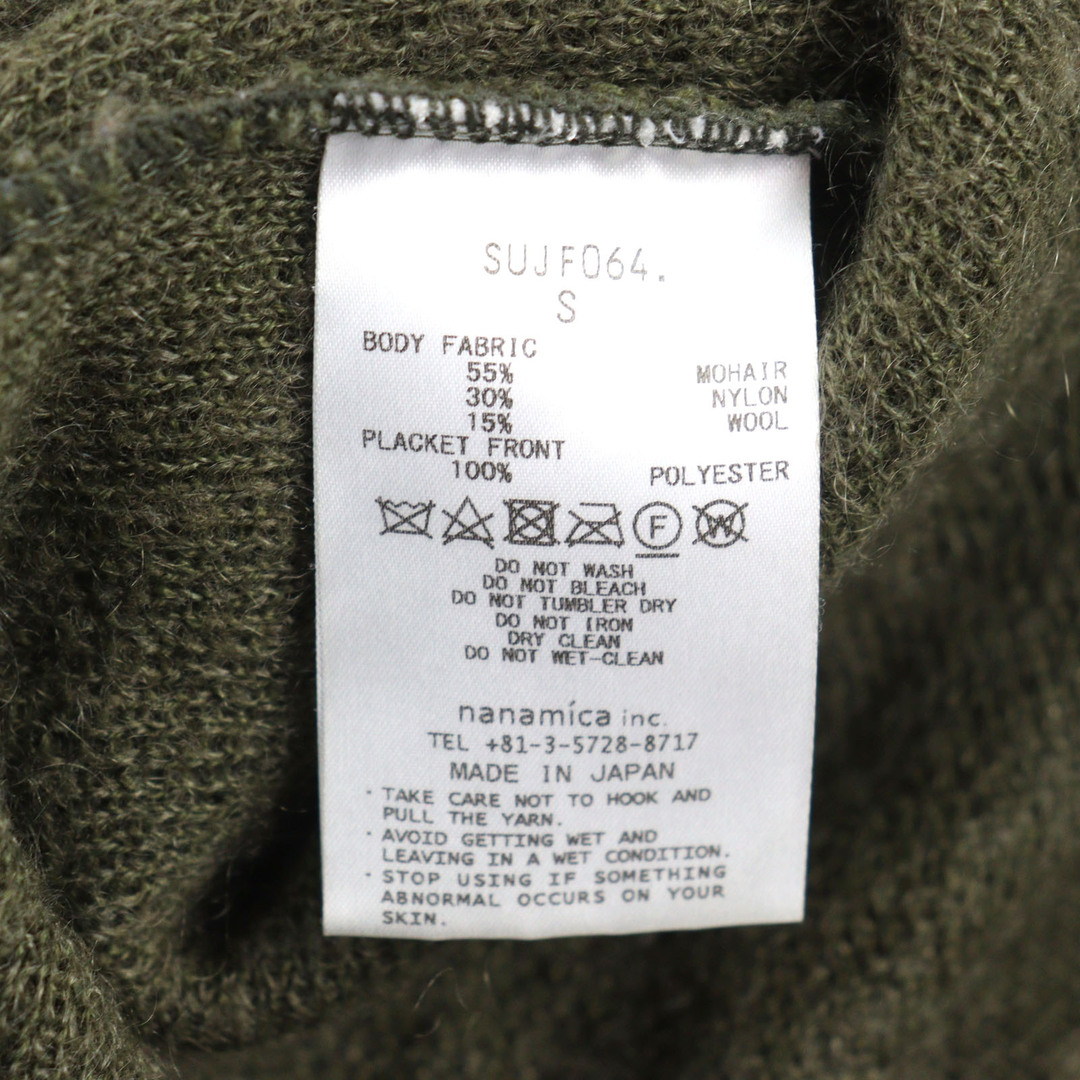 SUJF064.
S
BODY FABRIC
55% MOHAIR
30% NYLON
15% WOOL
PLACKET FRONT
100% POLYESTER
F W
DO NOT WASH
DO NOT BLEACH
DO NOT TUMBLER DRY
DO NOT IRON
DRY CLEAN
DO NOT WET-CLEAN
nanamica inc.
TEL +81-3-5728-8717
MADE IN JAPAN
・TAKE CARE NOT TO HOOK AND
PULL THE YARN.
・AVOID GETTING WET AND
LEAVING IN A WET CONDITION.
・STOP USING IF SOMETHING
ABNORMAL OCCURS ON YOUR
SKIN.